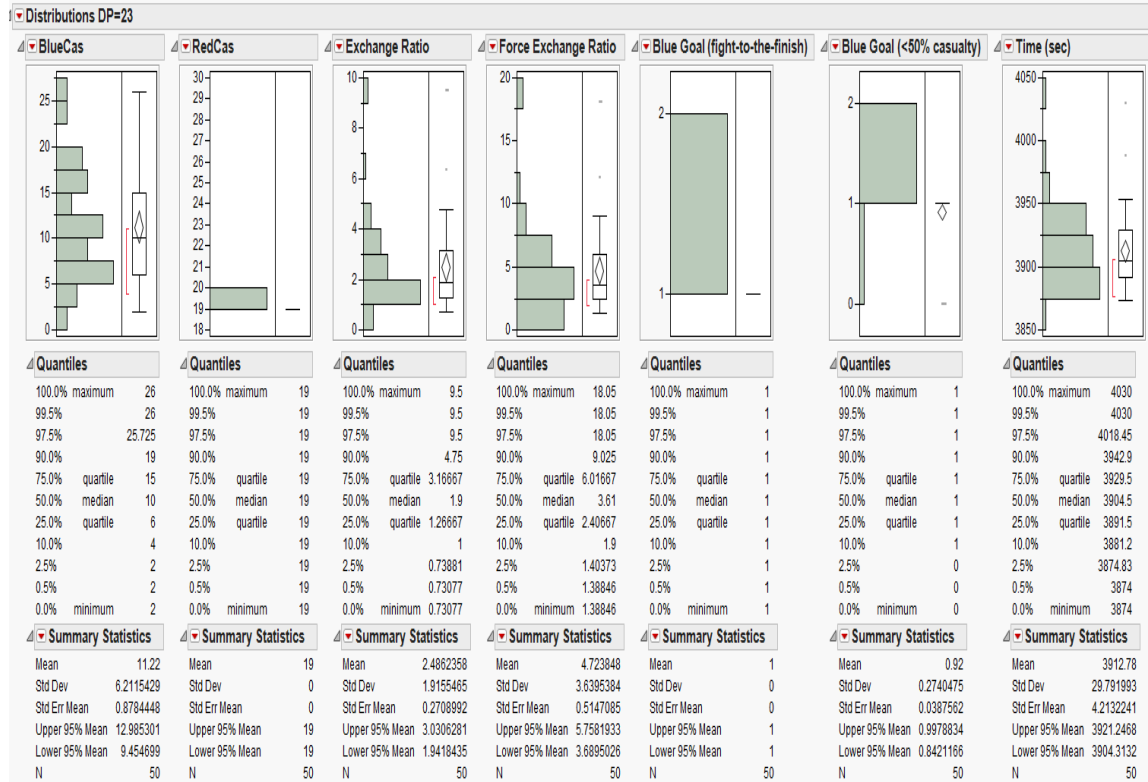 Distributions DP=23
BlueCas
25
20
15
10
5
0
Quantiles
100.0% maximum 26
99.5% 26
97.5% 25.725
90.0% 19
75.0% quartile 15
50.0% median 10
25.0% quartile 6
10.0% 4
2.5% 2
0.5% 2
0.0% minimum 2
Summary Statistics
Mean 11.22
Std Dev 6.2115429
Std Err Mean 0.8784448
Upper 95% Mean 12.985301
Lower 95% Mean 9.454699
N 50
RedCas
30
29
28
27
26
25
24
23
22
21
20
19
18
Quantiles
100.0% maximum 19
99.5% 19
97.5% 19
90.0% 19
75.0% quartile 19
50.0% median 19
25.0% quartile 19
10.0% 19
2.5% 19
0.5% 19
0.0% minimum 19
Summary Statistics
Mean 19
Std Dev 0
Std Err Mean 0
Upper 95% Mean 19
Lower 95% Mean 19
N 50
Exchange Ratio
10
8
6
4
2
0
Quantiles
100.0% maximum 9.5
99.5% 9.5
97.5% 9.5
90.0% 4.75
75.0% quartile 3.16667
50.0% median 1.9
25.0% quartile 1.26667
10.0% 1
2.5% 0.73881
0.5% 0.73077
0.0% minimum 0.73077
Summary Statistics
Mean 2.4862358
Std Dev 1.9155465
Std Err Mean 0.2708992
Upper 95% Mean 3.0306281
Lower 95% Mean 1.9418435
N 50
Force Exchange Ratio
20
15
10
5
0
Quantiles
100.0% maximum 18.05
99.5% 18.05
97.5% 18.05
90.0% 9.025
75.0% quartile 6.01667
50.0% median 3.61
25.0% quartile 2.40667
10.0% 1.9
2.5% 1.40373
0.5% 1.38846
0.0% minimum 1.38846
Summary Statistics
Mean 4.723848
Std Dev 3.6395384
Std Err Mean 0.5147085
Upper 95% Mean 5.7581933
Lower 95% Mean 3.6895026
N 50
Blue Goal (fight-to-the-finish)
2
1
Quantiles
100.0% maximum 1
99.5% 1
97.5% 1
90.0% 1
75.0% quartile 1
50.0% median 1
25.0% quartile 1
10.0% 1
2.5% 1
0.5% 1
0.0% minimum 1
Summary Statistics
Mean 1
Std Dev 0
Std Err Mean 0
Upper 95% Mean 1
Lower 95% Mean 1
N 50
Blue Goal (<50% casualty)
2
1
0
Quantiles
100.0% maximum 1
99.5% 1
97.5% 1
90.0% 1
75.0% quartile 1
50.0% median 1
25.0% quartile 1
10.0% 1
2.5% 0
0.5% 0
0.0% minimum 0
Summary Statistics
Mean 0.92
Std Dev 0.2740475
Std Err Mean 0.0387562
Upper 95% Mean 0.9978834
Lower 95% Mean 0.8421166
N 50
Time (sec)
4050
4000
3950
3900
3850
Quantiles
100.0% maximum 4030
99.5% 4030
97.5% 4018.45
90.0% 3942.9
75.0% quartile 3929.5
50.0% median 3904.5
25.0% quartile 3891.5
10.0% 3881.2
2.5% 3874.83
0.5% 3874
0.0% minimum 3874
Summary Statistics
Mean 3912.78
Std Dev 29.791993
Std Err Mean 4.2132241
Upper 95% Mean 3921.2468
Lower 95% Mean 3904.3132
N 50